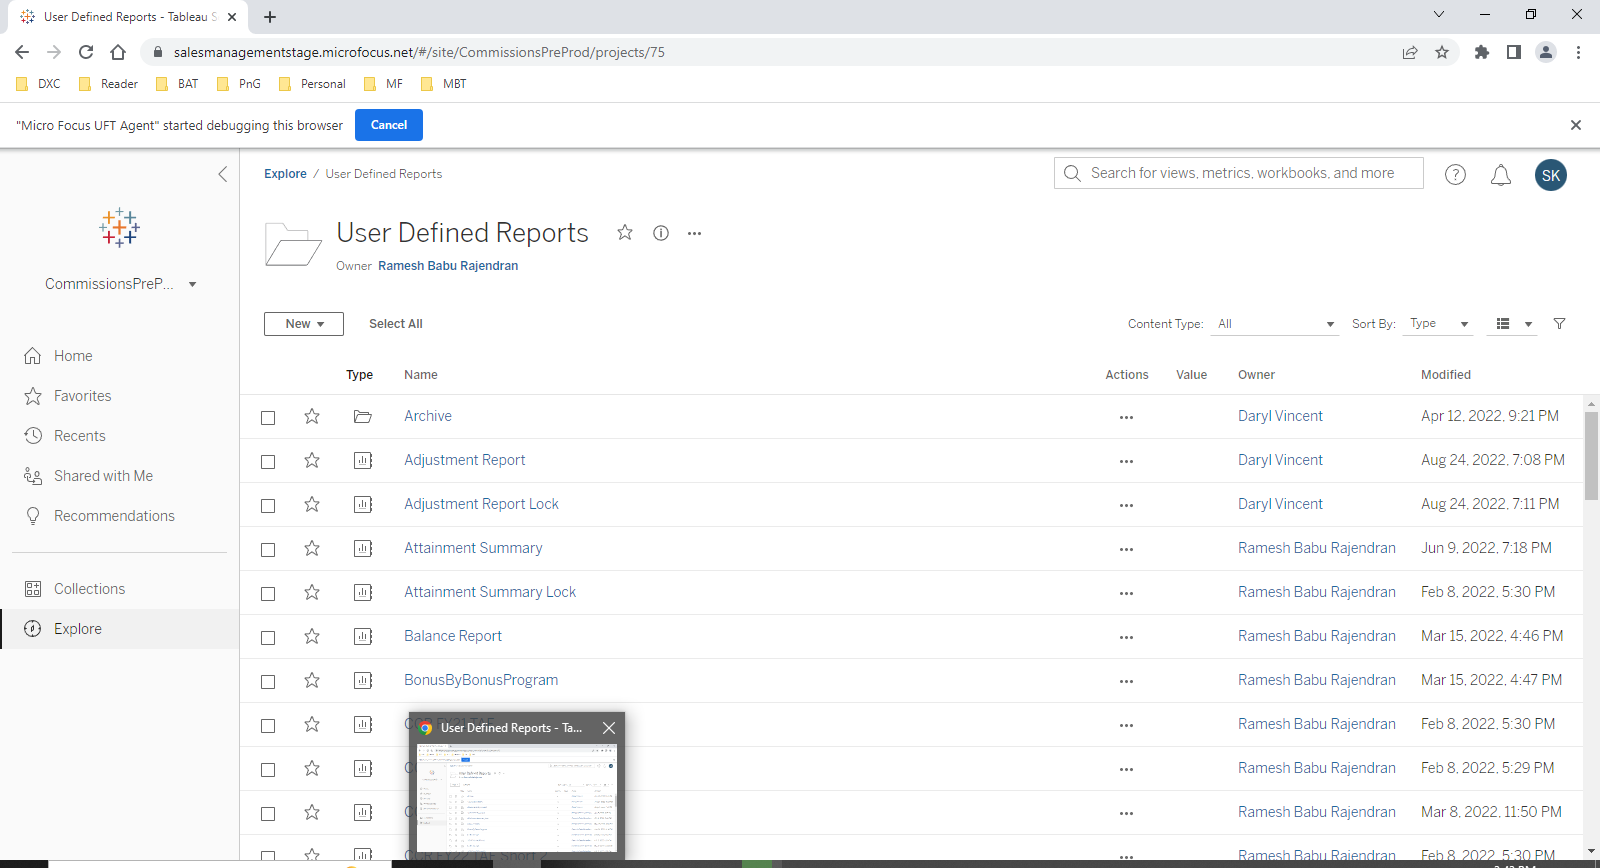 User Defined Reports - Tableau S
salesmanagementstage.microfocus.net/#/site/CommissionsPreProd/projects/75
DXC Reader BAT PnG Personal MF MBT
"Micro Focus UFT Agent" started debugging this browser Cancel
Explore / User Defined Reports
Search for views, metrics, workbooks, and more
SK
User Defined Reports
Owner Ramesh Babu Rajendran
CommissionsPreP...
New Select All Content Type: All Sort By: Type
Home
Favorites
Recents
Shared with Me
Recommendations
Collections
Explore
Type Name Actions Value Owner Modified
Archive Daryl Vincent Apr 12, 2022, 9:21 PM
Adjustment Report Daryl Vincent Aug 24, 2022, 7:08 PM
Adjustment Report Lock Daryl Vincent Aug 24, 2022, 7:11 PM
Attainment Summary Ramesh Babu Rajendran Jun 9, 2022, 7:18 PM
Attainment Summary Lock Ramesh Babu Rajendran Feb 8, 2022, 5:30 PM
Balance Report Ramesh Babu Rajendran Mar 15, 2022, 4:46 PM
BonusByBonusProgram Ramesh Babu Rajendran Mar 15, 2022, 4:47 PM
Ramesh Babu Rajendran Feb 8, 2022, 5:30 PM
User Defined Reports - Ta...
Ramesh Babu Rajendran Feb 8, 2022, 5:29 PM
Ramesh Babu Rajendran Mar 8, 2022, 11:50 PM
Ramesh Babu Rajendran Feb 8, 2022, 5:30 PM